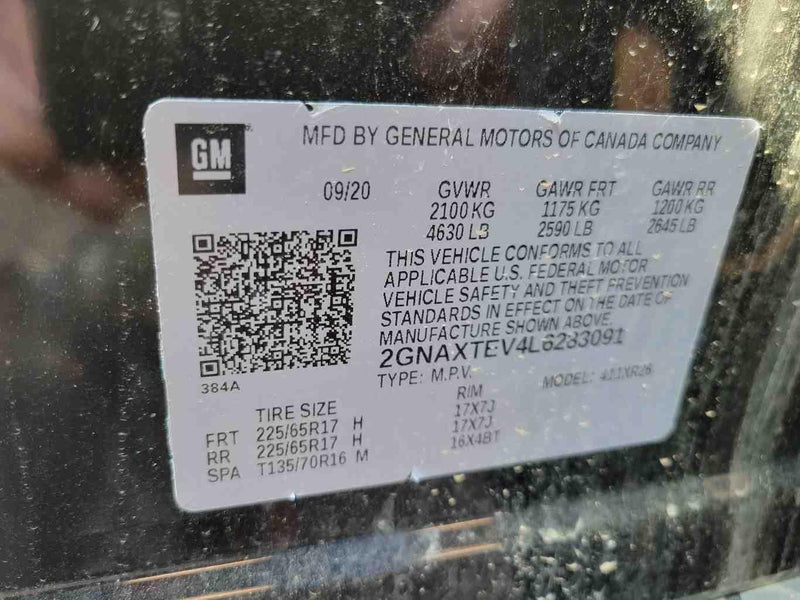 GM
MFD BY GENERAL MOTORS OF CANADA COMPANY
09/20 GVWR GAWR FRT GAWR RR
2100 KG 1175 KG 1200 KG
4630 LB 2590 LB 2645 LB
THIS VEHICLE CONFORMS TO ALL
APPLICABLE U.S. FEDERAL MOTOR
VEHICLE SAFETY AND THEFT PREVENTION
STANDARDS IN EFFECT ON THE DATE OF
MANUFACTURE SHOWN ABOVE.
2GNAXTEV4L6283091
384A
TYPE: M.P.V. MODEL:
TIRE SIZE RIM
FRT 225/65R17 H 17X7J
RR 225/65R17 H 17X7J
SPA T135/70R16 M 16X4BT